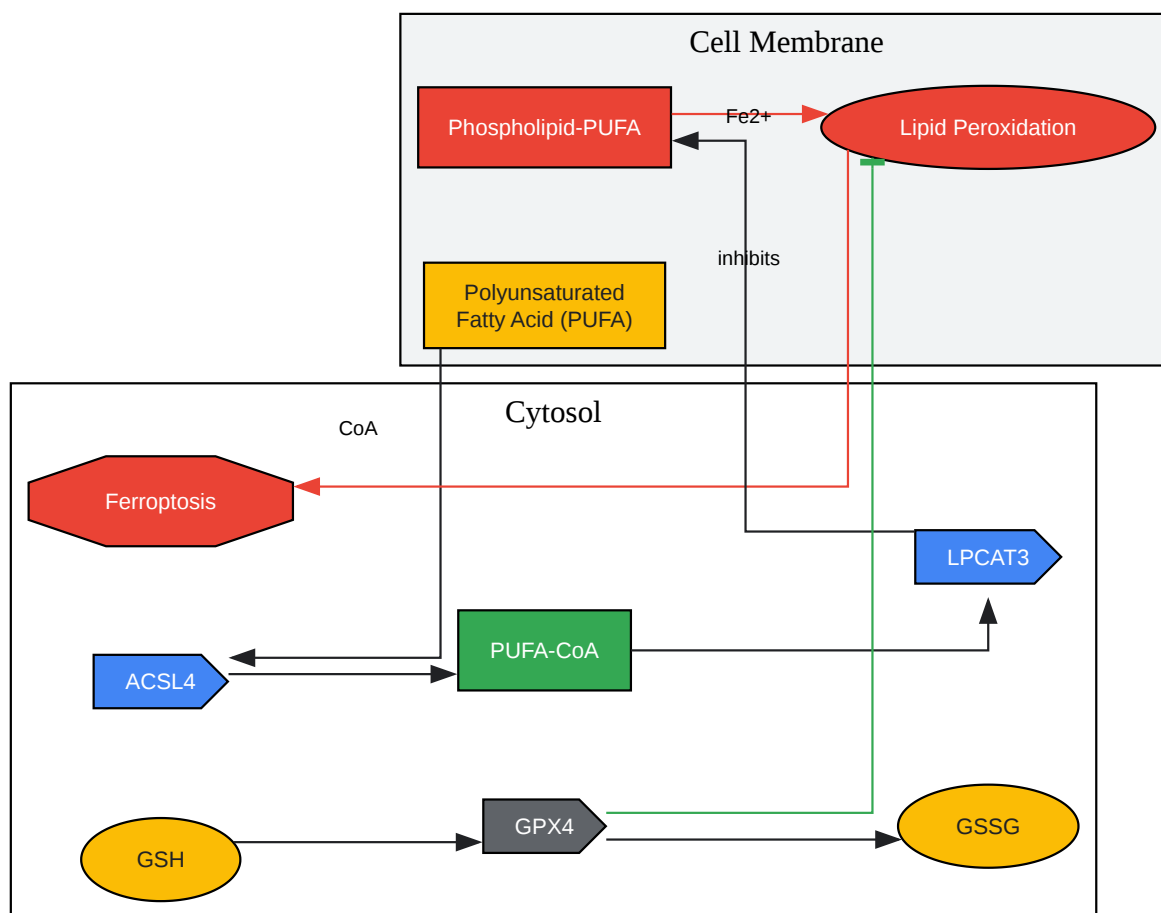 Cell Membrane
Phospholipid-PUFA
Fe2+
Lipid Peroxidation
inhibits
Polyunsaturated
Fatty Acid (PUFA)
Cytosol
CoA
Ferroptosis
LPCAT3
PUFA-CoA
ACSL4
GPX4
GSSG
GSH